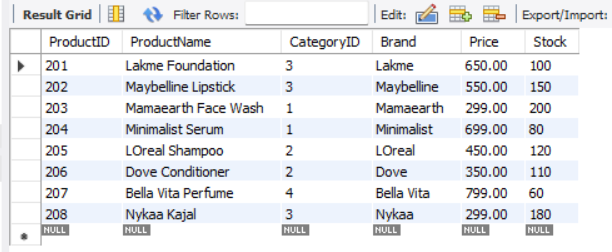 Result Grid Filter Rows: Edit: Export/Import:
ProductID ProductName CategoryID Brand Price Stock
201 Lakme Foundation 3 Lakme 650.00 100
202 Maybelline Lipstick 3 Maybelline 550.00 150
203 Mamaearth Face Wash 1 Mamaearth 299.00 200
204 Minimalist Serum 1 Minimalist 699.00 80
205 LOreal Shampoo 2 LOreal 450.00 120
206 Dove Conditioner 2 Dove 350.00 110
207 Bella Vita Perfume 4 Bella Vita 799.00 60
208 Nykaa Kajal 3 Nykaa 299.00 180
NULL NULL NULL NULL NULL NULL